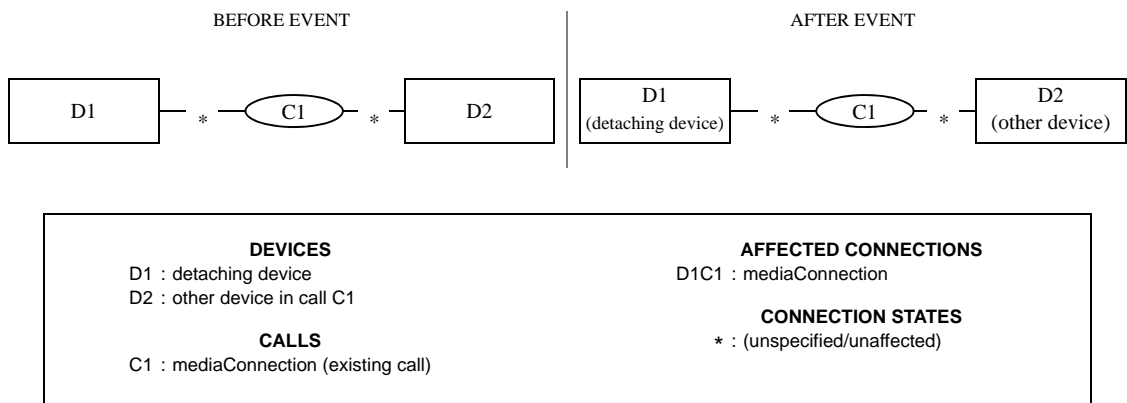 BEFORE EVENT
AFTER EVENT
D1 * C1 * D2
D1 (detaching device) * C1 * D2 (other device)
DEVICES
D1 : detaching device
D2 : other device in call C1
CALLS
C1 : mediaConnection (existing call)
AFFECTED CONNECTIONS
D1C1 : mediaConnection
CONNECTION STATES
* : (unspecified/unaffected)